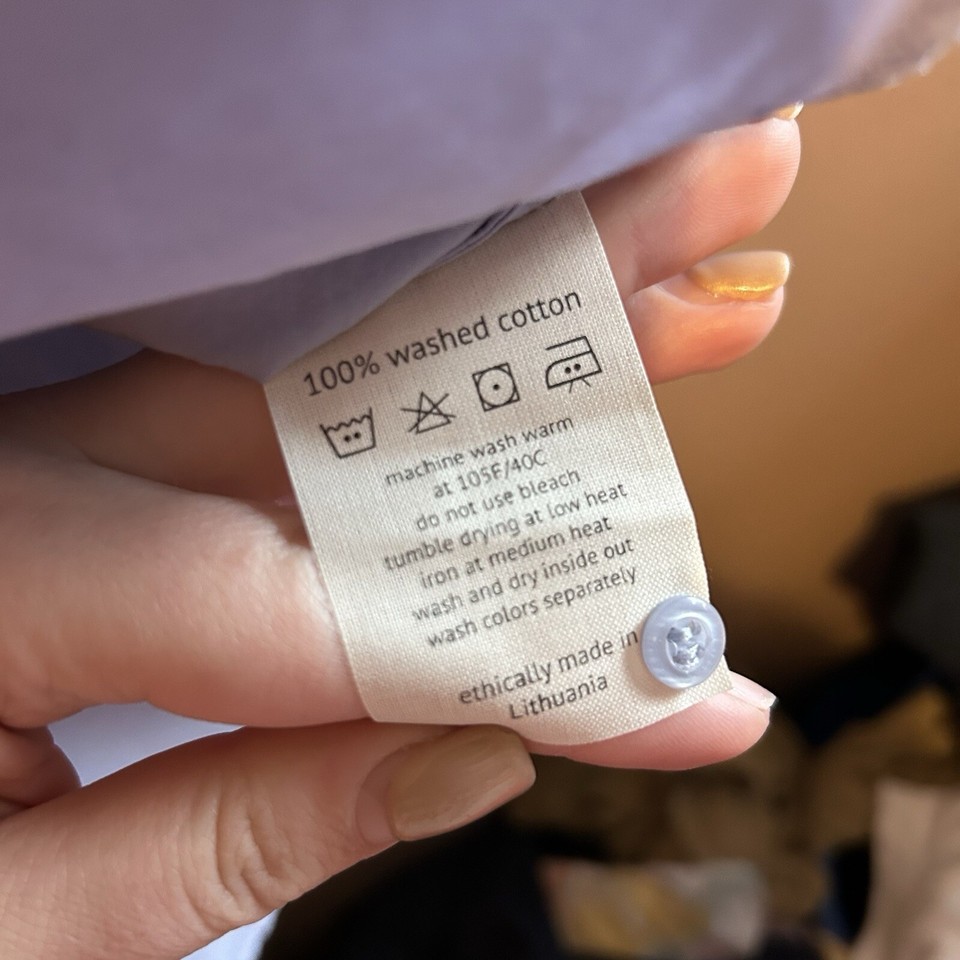 100% washed cotton
machine wash warm
at 105F/40C
do not use bleach
tumble drying at low heat
iron at medium heat
wash and dry inside out
wash colors separately
ethically made in
Lithuania